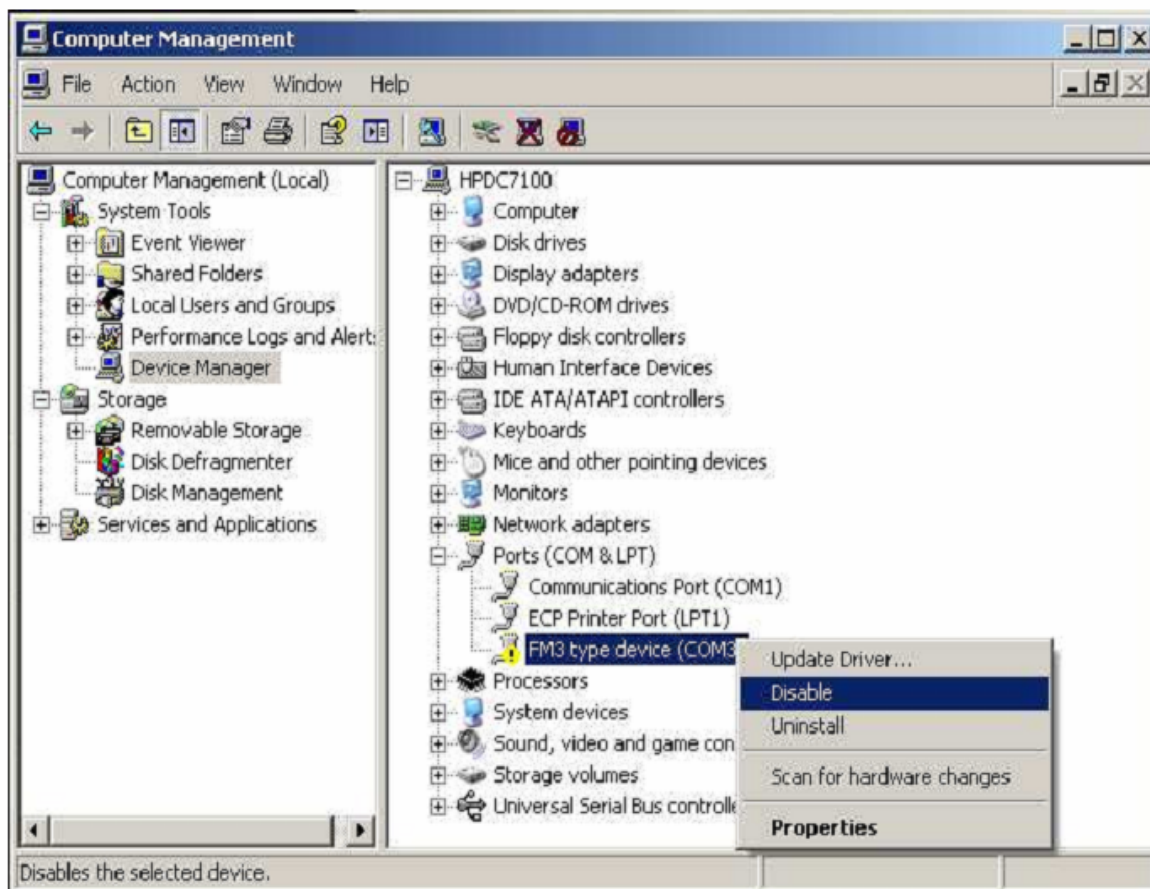 Computer Management
File Action View Window Help
Computer Management (Local)
System Tools
Event Viewer
Shared Folders
Local Users and Groups
Performance Logs and Alert
Device Manager
Storage
Removable Storage
Disk Defragmenter
Disk Management
Services and Applications
HPDC7100
Computer
Disk drives
Display adapters
DVD/CD-ROM drives
Floppy disk controllers
Human Interface Devices
IDE ATA/ATAPI controllers
Keyboards
Mice and other pointing devices
Monitors
Network adapters
Ports (COM & LPT)
Communications Port (COM1)
ECP Printer Port (LPT1)
FM3 type device (COM3
Processors
System devices
Sound, video and game con
Storage volumes
Universal Serial Bus controlle
Update Driver...
Disable
Uninstall
Scan for hardware changes
Properties
Disables the selected device.